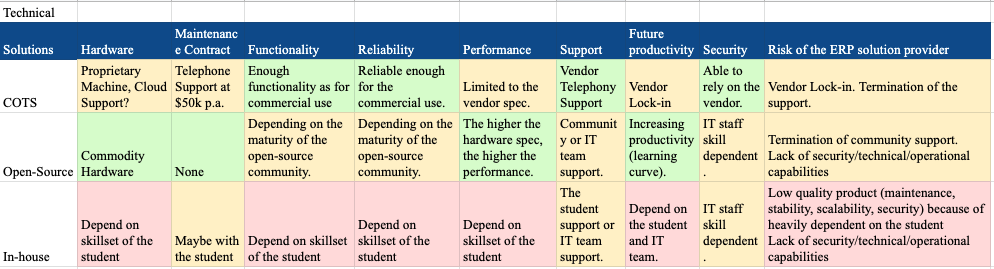 Technical
Solutions
Hardware
Maintenanc
e Contract
Functionality
Reliability
Performance
Support
Future
productivity
Security
Risk of the ERP solution provider
COTS
Proprietary
Machine, Cloud
Support?
Telephone
Support at
$50k p.a.
Enough
functionality as for
commercial use
Reliable enough
for the
commercial use.
Limited to the
vendor spec.
Vendor
Telephony
Support
Vendor
Lock-in
Able to
rely on the
vendor.
Vendor Lock-in. Termination of the
support.
Open-Source
Commodity
Hardware
None
Depending on the
maturity of the
open-source
community.
Depending on the
maturity of the
open-source
community.
The higher the
hardware spec,
the higher the
performance.
Communit
y or IT
team
support.
Increasing
productivity
(learning
curve).
IT staff
skill
dependent
.
Termination of community support.
Lack of security/technical/operational
capabilities
In-house
Depend on
skillset of the
student
Maybe with
the student
Depend on skillset
of the student
Depend on
skillset of the
student
Depend on
skillset of the
student
The
student
support or
IT team
support.
Depend on
the student
and IT
team.
IT staff
skill
dependent
.
Low quality product (maintenance,
stability, scalability, security) because of
heavily dependent on the student
Lack of security/technical/operational
capabilities